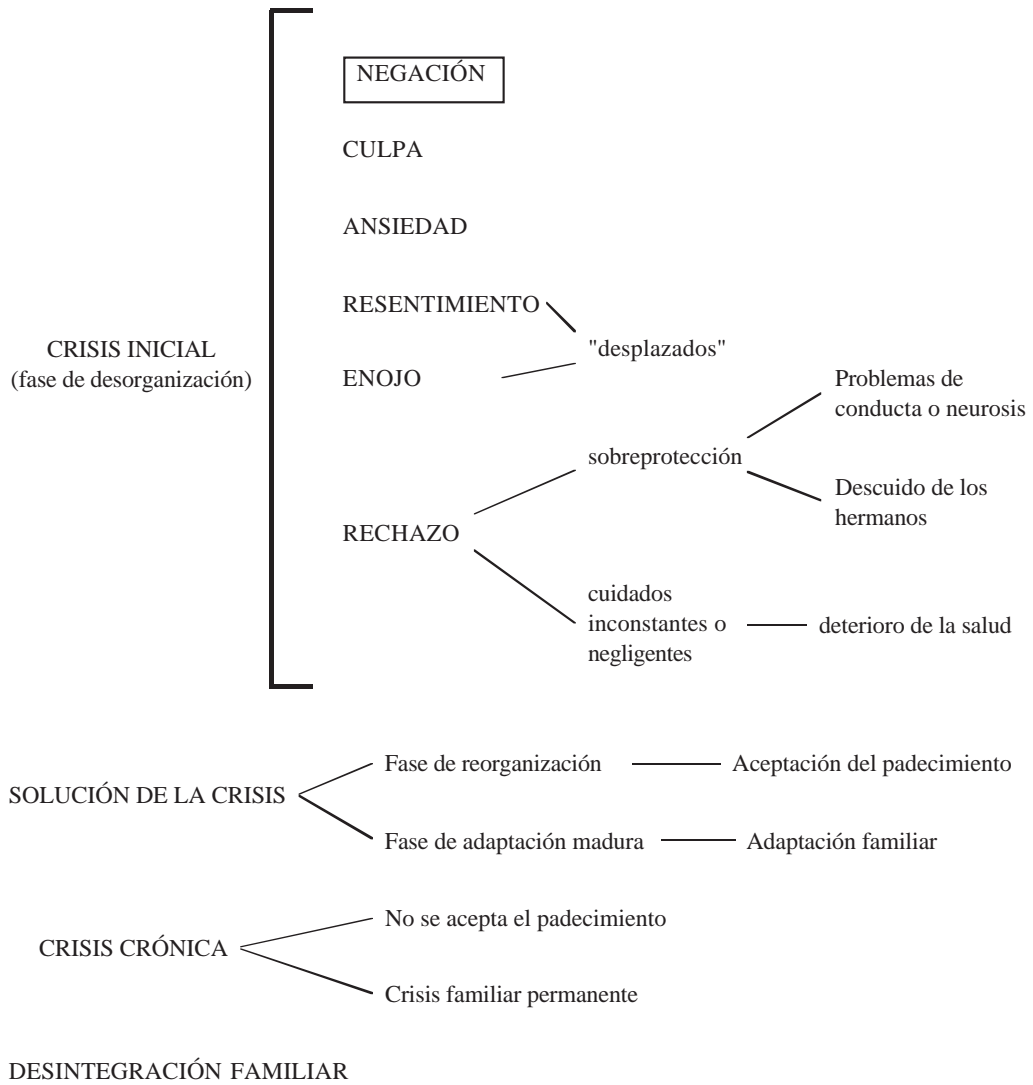 NEGACIÓN
CULPA
ANSIEDAD
RESENTIMIENTO
"desplazados"
CRISIS INICIAL
(fase de desorganización)
ENOJO
Problemas de
conducta o neurosis
sobreprotección
Descuido de los
hermanos
RECHAZO
cuidados
inconstantes o
negligentes
deterioro de la salud
SOLUCIÓN DE LA CRISIS
Fase de reorganización
Aceptación del padecimiento
Fase de adaptación madura
Adaptación familiar
CRISIS CRÓNICA
No se acepta el padecimiento
Crisis familiar permanente
DESINTEGRACIÓN FAMILIAR